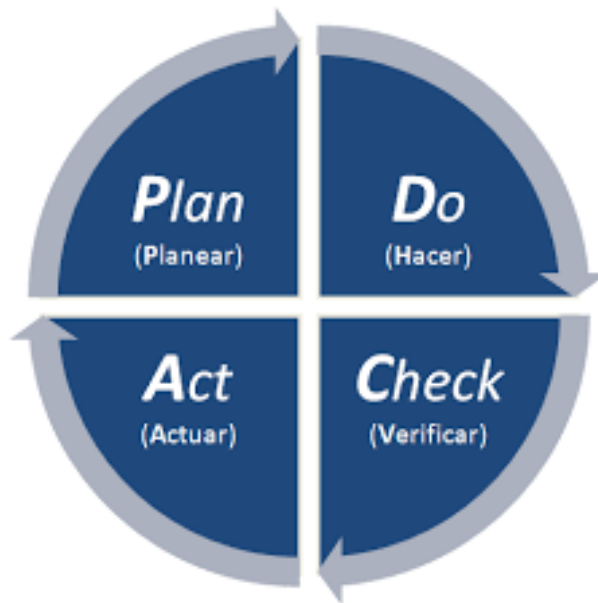 Plan
(Planear)
Do
(Hacer)
Act
(Actuar)
Check
(Verificar)